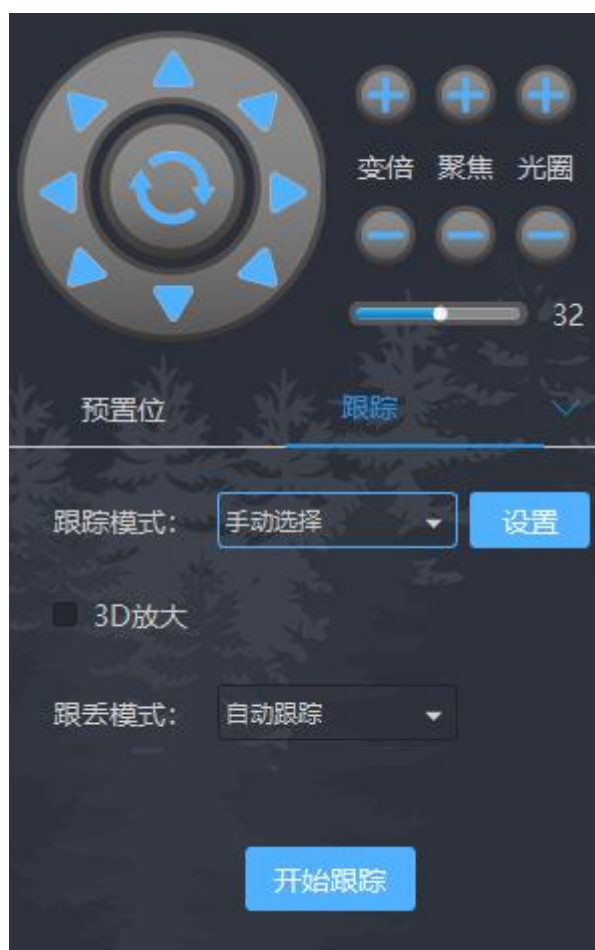 变倍 聚焦 光圈
32
预置位 跟踪
跟踪模式: 手动选择 设置
3D放大
跟丢模式: 自动跟踪
开始跟踪